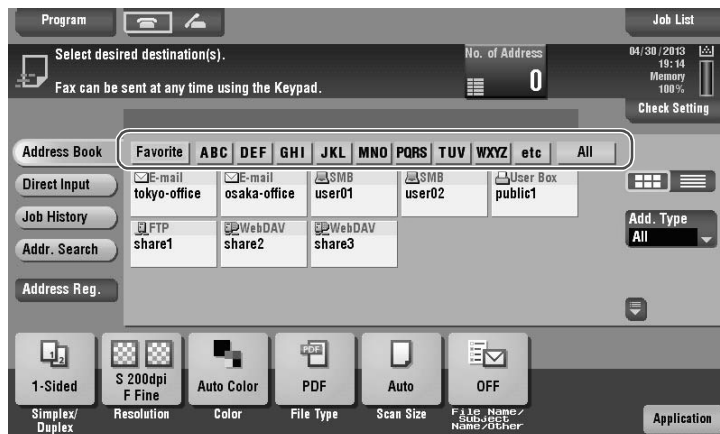 Program
Job List
Select desired destination(s).
Fax can be sent at any time using the Keypad.
No. of Address
0
04/30/2013
19:14
Memory
100%
Check Setting
Address Book
Favorite ABC DEF GHI JKL MNO PQRS TUV WXYZ etc All
Direct Input
Job History
Addr. Search
Address Reg.
E-mail
tokyo-office
E-mail
osaka-office
SMB
user01
SMB
user02
User Box
public1
FTP
share1
WebDAV
share2
WebDAV
share3
Add. Type
All
1 2
1-Sided
Simplex/
Duplex
S 200dpi
F Fine
Resolution
Auto Color
Color
PDF
PDF
File Type
Auto
Scan Size
OFF
File Name/
Subject
Name/Other
Application